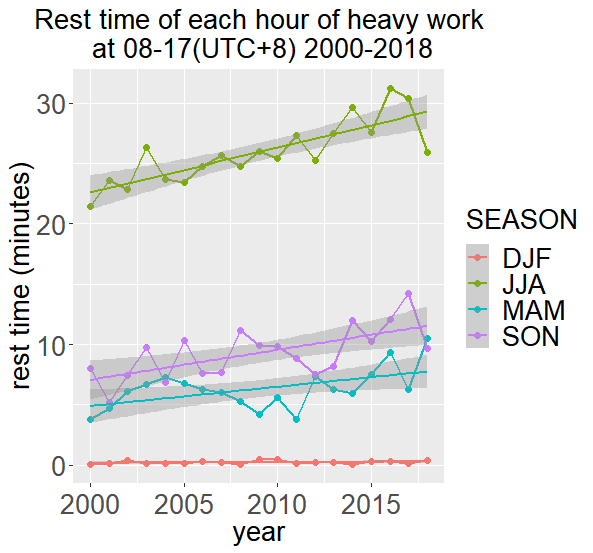 Rest time of each hour of heavy work
at 08-17(UTC+8) 2000-2018
rest time (minutes)
30
20
10
0
2000 2005 2010 2015
year
SEASON
DJF
JJA
MAM
SON